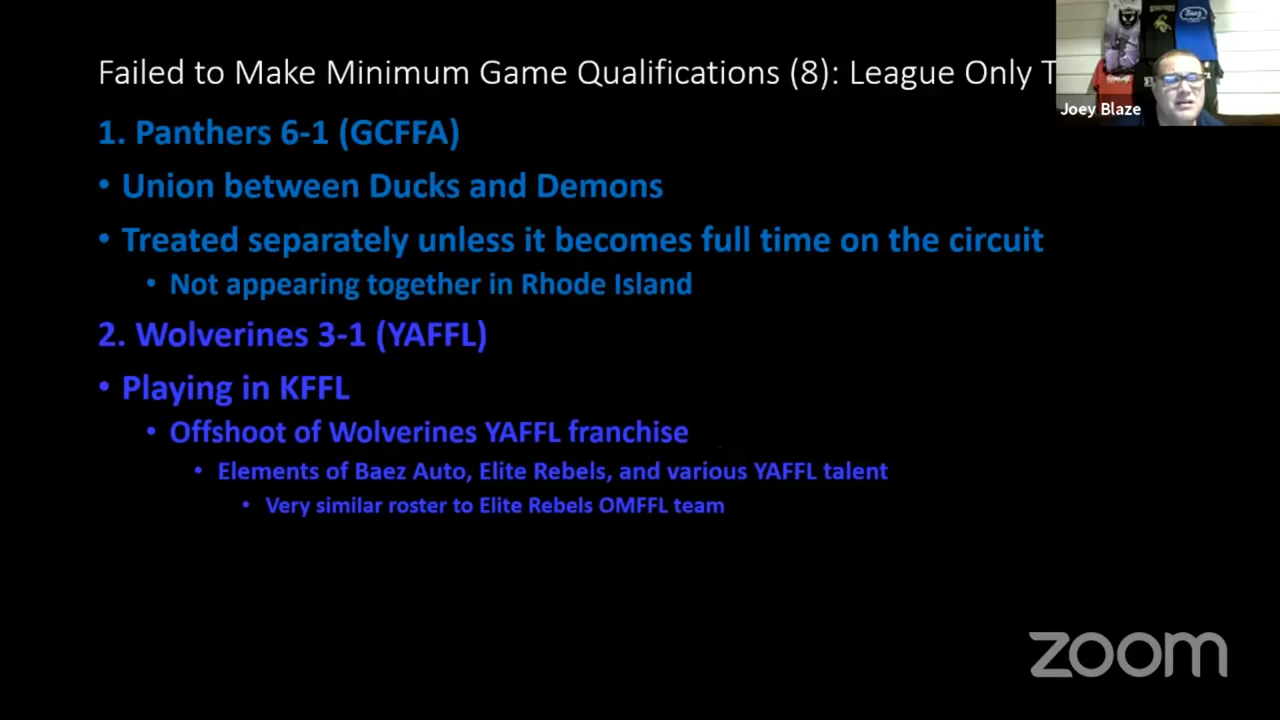 Failed to Make Minimum Game Qualifications (8): League Only T
Joey Blaze
1. Panthers 6-1 (GCFFA)
• Union between Ducks and Demons
• Treated separately unless it becomes full time on the circuit
• Not appearing together in Rhode Island
2. Wolverines 3-1 (YAFFL)
• Playing in KFFL
• Offshoot of Wolverines YAFFL franchise
• Elements of Baez Auto, Elite Rebels, and various YAFFL talent
• Very similar roster to Elite Rebels OMFFL team
zoom